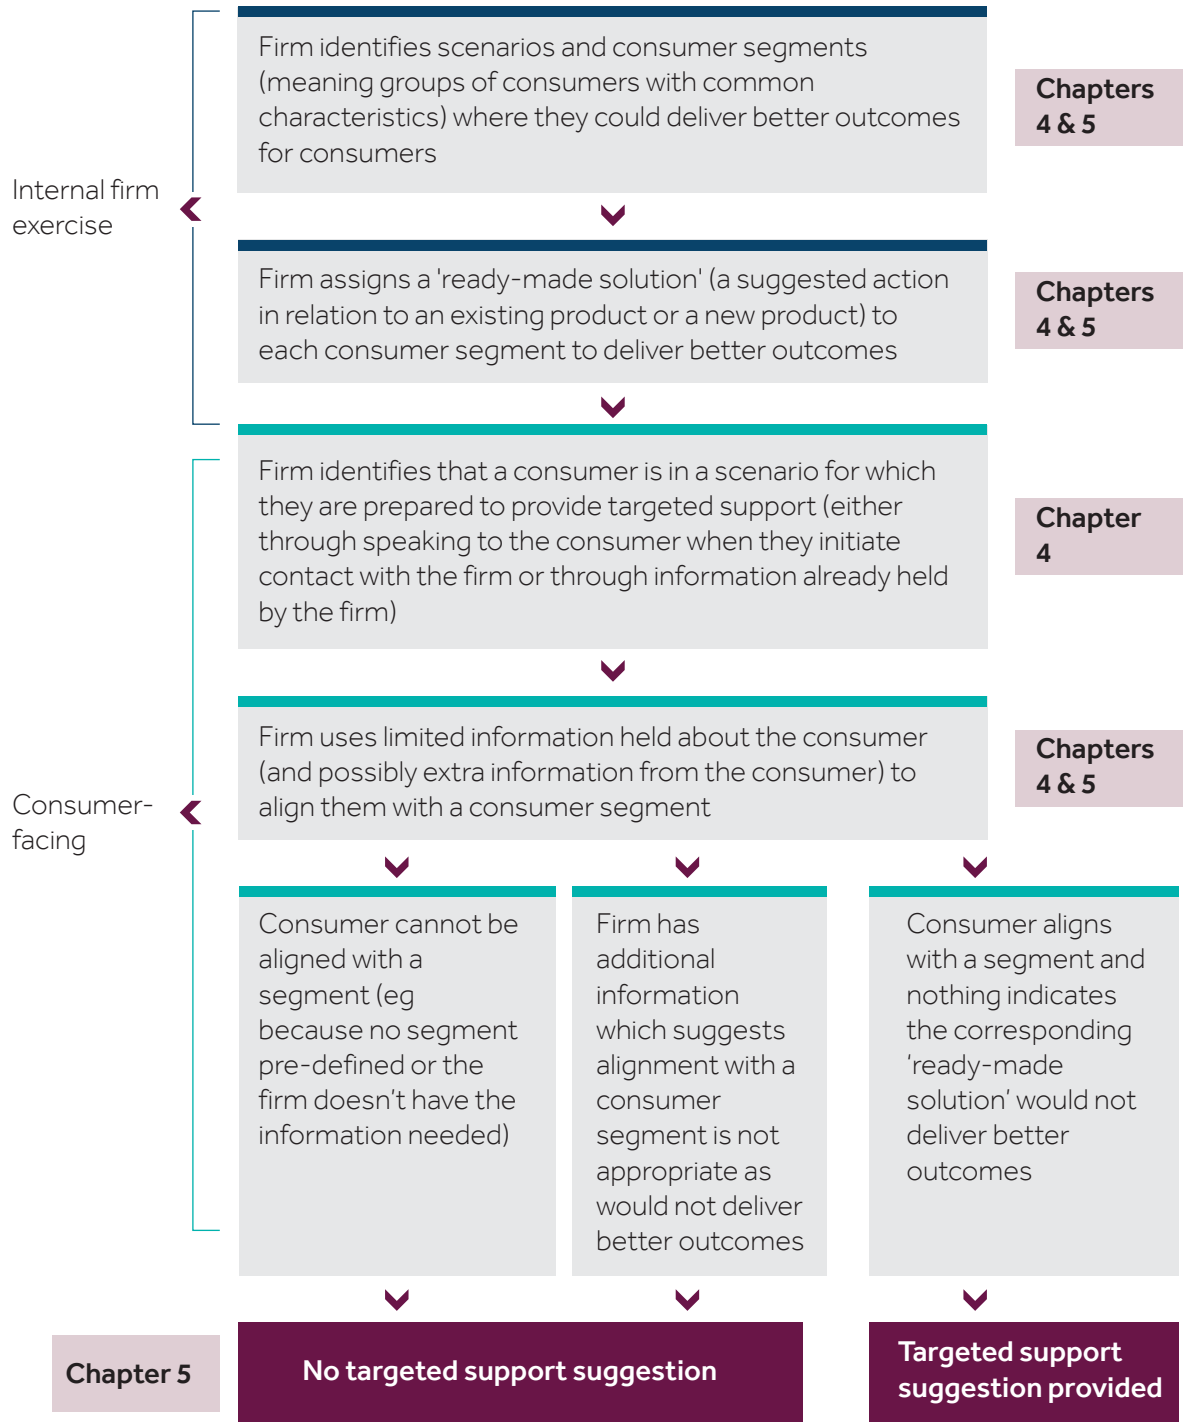 Firm identifies scenarios and consumer segments
(meaning groups of consumers with common
characteristics) where they could deliver better outcomes
for consumers
Chapters
4 & 5
Internal firm
exercise
Firm assigns a 'ready-made solution' (a suggested action
in relation to an existing product or a new product) to
each consumer segment to deliver better outcomes
Chapters
4 & 5
Firm identifies that a consumer is in a scenario for which
they are prepared to provide targeted support (either
through speaking to the consumer when they initiate
contact with the firm or through information already held
by the firm)
Chapter
4
Firm uses limited information held about the consumer
(and possibly extra information from the consumer) to
align them with a consumer segment
Chapters
4 & 5
Consumer-
facing
Consumer cannot be
aligned with a
segment (eg
because no segment
pre-defined or the
firm doesn't have the
information needed)
Firm has
additional
information
which suggests
alignment with a
consumer
segment is not
appropriate as
would not deliver
better outcomes
Consumer aligns
with a segment and
nothing indicates
the corresponding
'ready-made
solution' would not
deliver better
outcomes
Chapter 5
No targeted support suggestion
Targeted support
suggestion provided